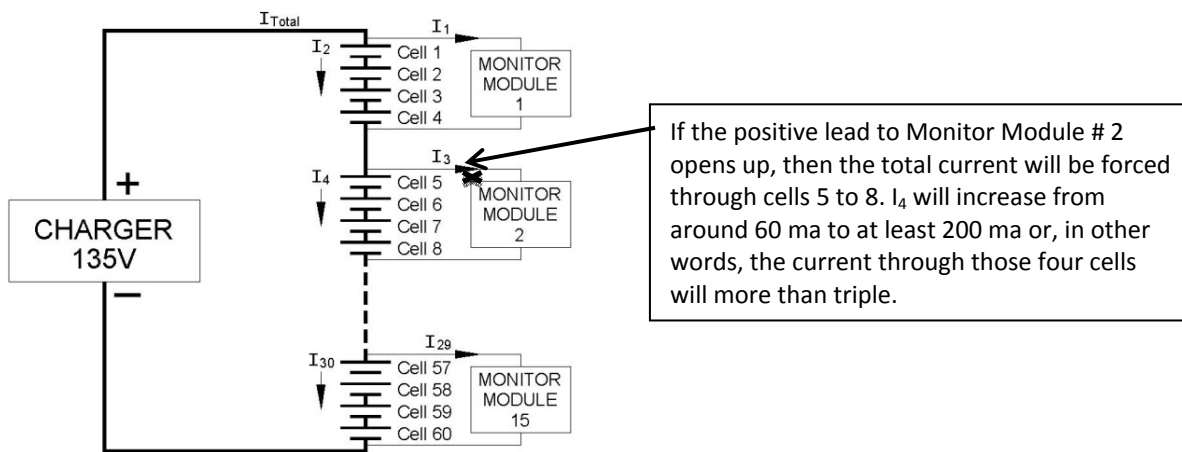 I Total
I1
I2
Cell 1
Cell 2
Cell 3
Cell 4
MONITOR
MODULE
1
I3
I4
Cell 5
Cell 6
Cell 7
Cell 8
MONITOR
MODULE
2
If the positive lead to Monitor Module # 2
opens up, then the total current will be forced
through cells 5 to 8. I4 will increase from
around 60 ma to at least 200 ma or, in other
words, the current through those four cells
will more than triple.
+
CHARGER
135V
−
I29
I30
Cell 57
Cell 58
Cell 59
Cell 60
MONITOR
MODULE
15